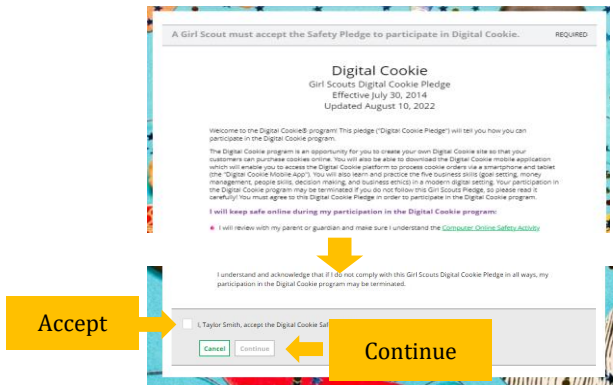 A Girl Scout must accept the Safety Pledge to participate in Digital Cookie. REQUIRED
Digital Cookie
Girl Scouts Digital Cookie Pledge
Effective July 30, 2014
Updated August 10, 2022
Welcome to the Digital Cookie® program! This pledge ("Digital Cookie Pledge") will tell you how you can
participate in the Digital Cookie program.
The Digital Cookie program is an opportunity for you to create your own Digital Cookie site so that your
customers can purchase cookies online. You will also be able to download the Digital Cookie mobile application
which will enable you to access the Digital Cookie platform to process cookie orders via a smartphone and tablet
(the "Digital Cookie Mobile App"). You will also learn and practice the five business skills (goal setting, money
management, people skills, decision making, and business ethics) in a modern digital setting. Your participation in
the Digital Cookie program may be terminated if you do not follow this Girl Scouts Pledge, so please read it
carefully! You must agree to this Digital Cookie Pledge in order to participate in the Digital Cookie program.
I will keep safe online during my participation in the Digital Cookie program:
I will review with my parent or guardian and make sure I understand the Computer Online Safety Activity
I understand and acknowledge that if I do not comply with this Girl Scouts Digital Cookie Pledge in all ways, my
participation in the Digital Cookie program may be terminated.
Accept
I, Taylor Smith, accept the Digital Cookie Saf
Cancel Continue
Continue